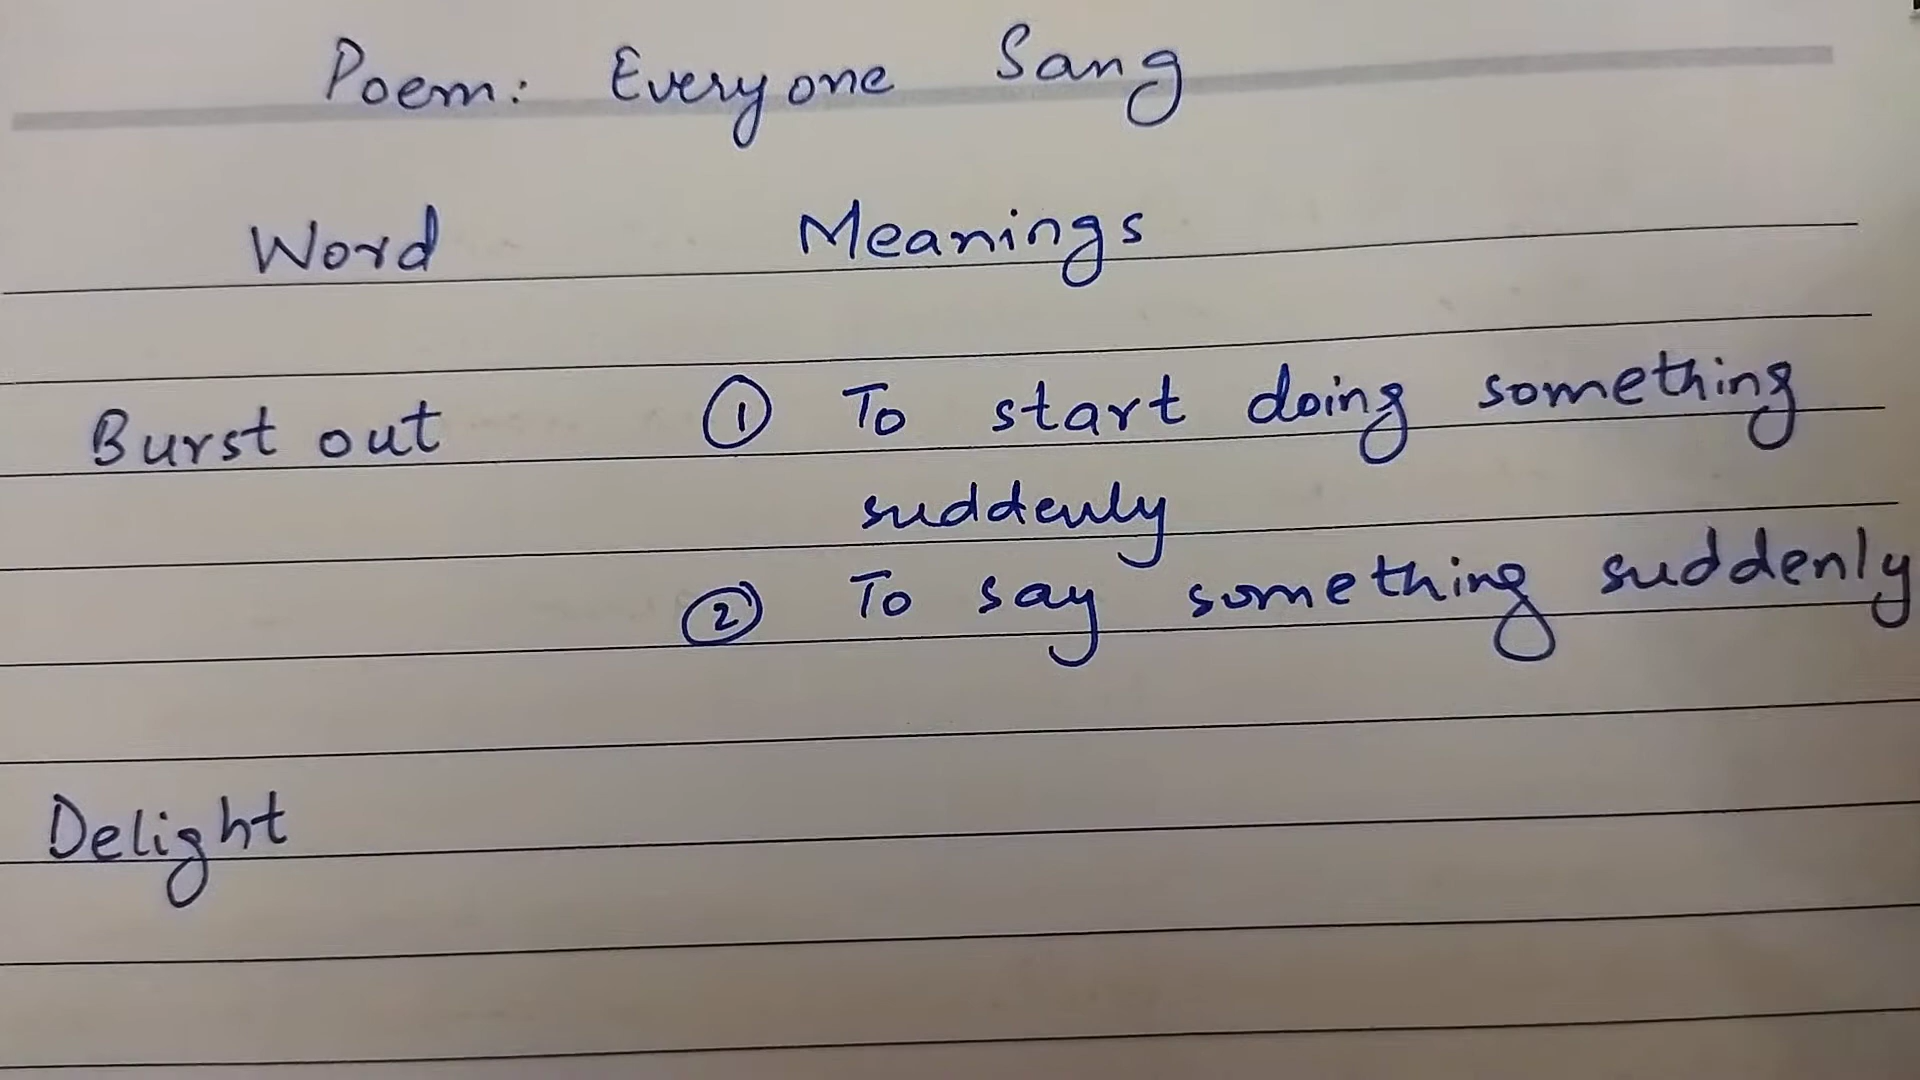 Poem: Everyone Sang
Word Meanings
Burst out ① To start doing something
suddenly
② To say something suddenly
Delight